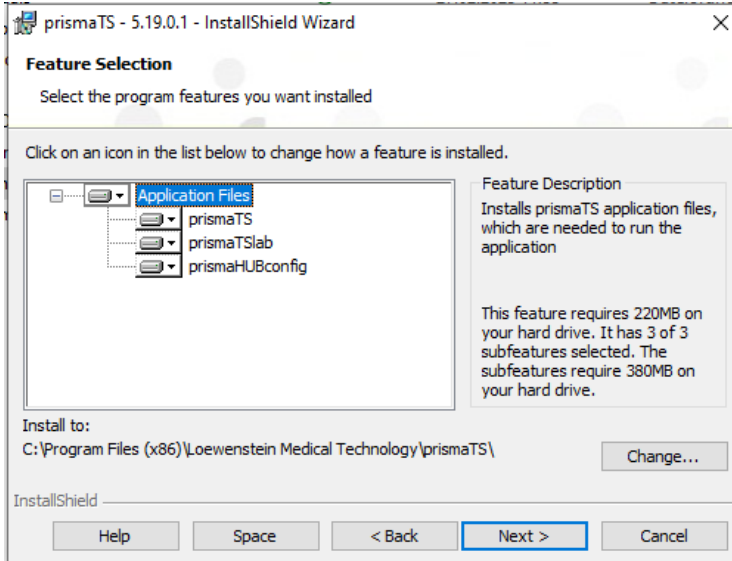 prismaTS - 5.19.0.1 - InstallShield Wizard
Feature Selection
Select the program features you want installed
Click on an icon in the list below to change how a feature is installed.
Application Files
prismaTS
prismaTSlab
prismaHUBconfig
Feature Description
Installs prismaTS application files,
which are needed to run the
application
This feature requires 220MB on
your hard drive. It has 3 of 3
subfeatures selected. The
subfeatures require 380MB on
your hard drive.
Install to:
C:\Program Files (x86)\Loewenstein Medical Technology\prismaTS\
Change...
InstallShield
Help
Space
< Back
Next >
Cancel